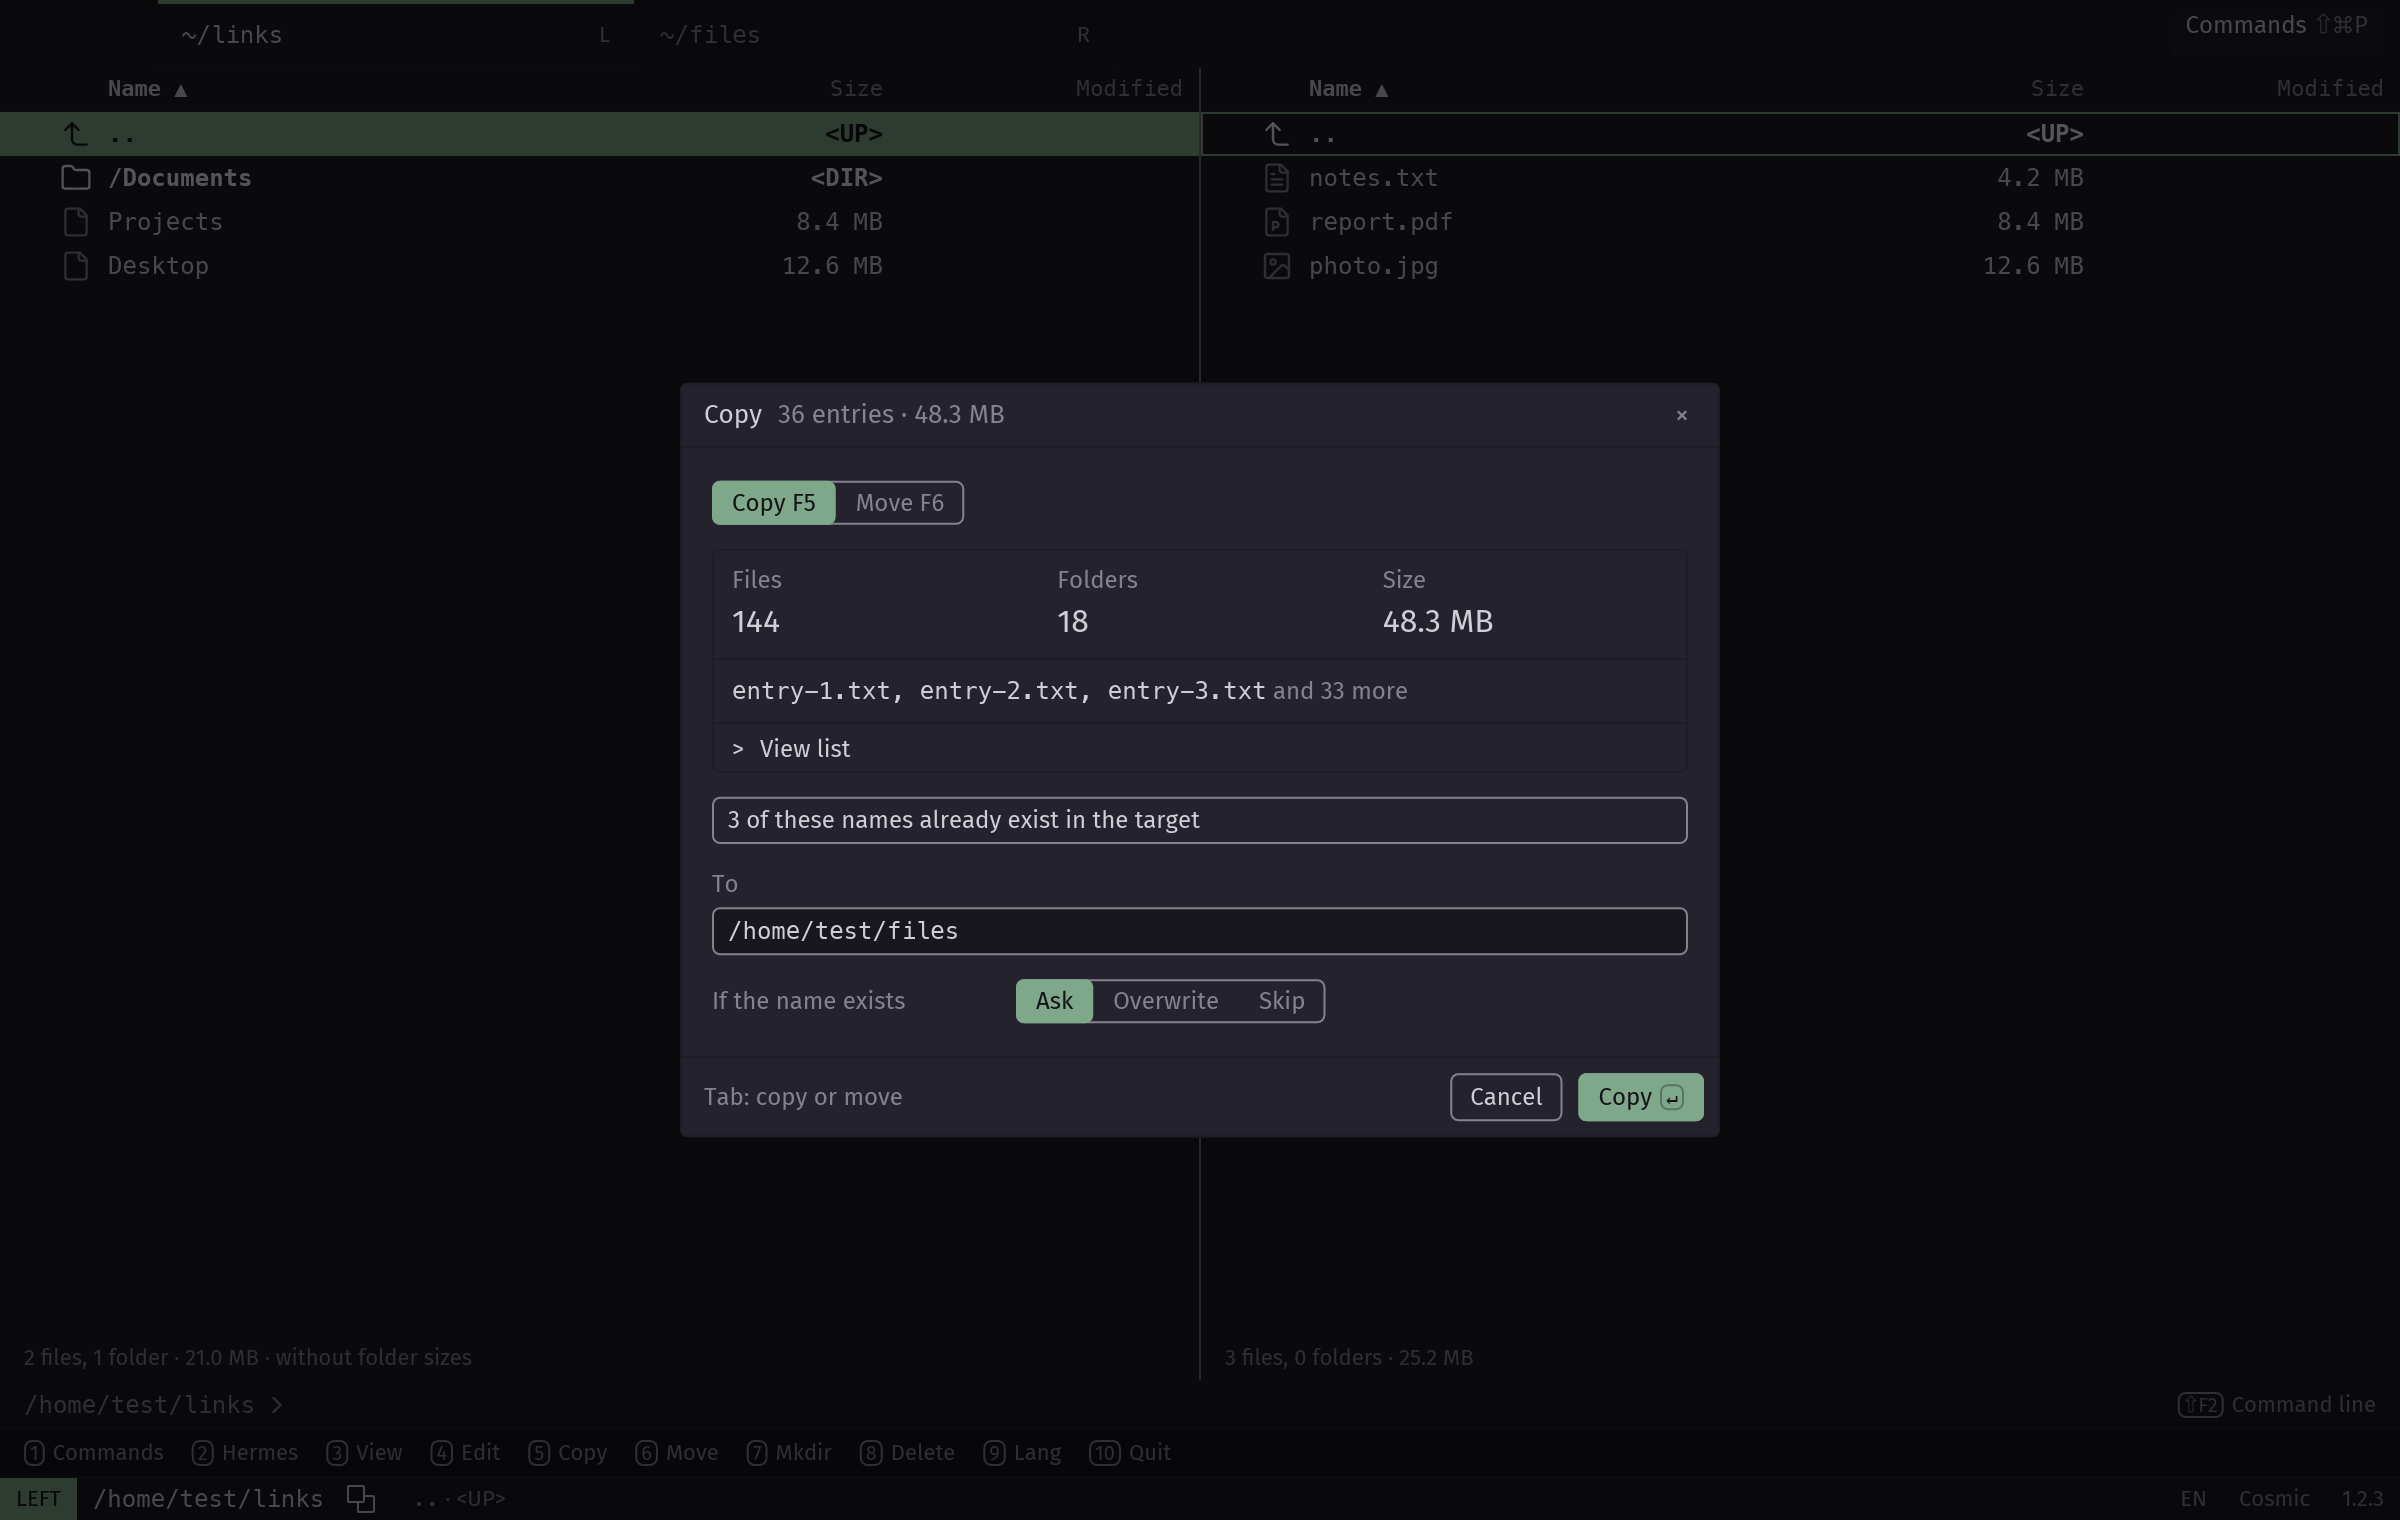 ~/links L ~/files R Commands ⇧⌘P
Name ▲ Size Modified Name ▲ Size Modified
.. <UP> .. <UP>
/Documents <DIR> notes.txt 4.2 MB
Projects 8.4 MB report.pdf 8.4 MB
Desktop 12.6 MB photo.jpg 12.6 MB
Copy 36 entries · 48.3 MB ×
Copy F5 Move F6
Files Folders Size
144 18 48.3 MB
entry-1.txt, entry-2.txt, entry-3.txt and 33 more
> View list
3 of these names already exist in the target
To
/home/test/files
If the name exists Ask Overwrite Skip
Tab: copy or move Cancel Copy ↵
2 files, 1 folder · 21.0 MB · without folder sizes 3 files, 0 folders · 25.2 MB
/home/test/links > ⇧F2 Command line
1 Commands 2 Hermes 3 View 4 Edit 5 Copy 6 Move 7 Mkdir 8 Delete 9 Lang 10 Quit
LEFT /home/test/links .. · <UP> EN Cosmic 1.2.3